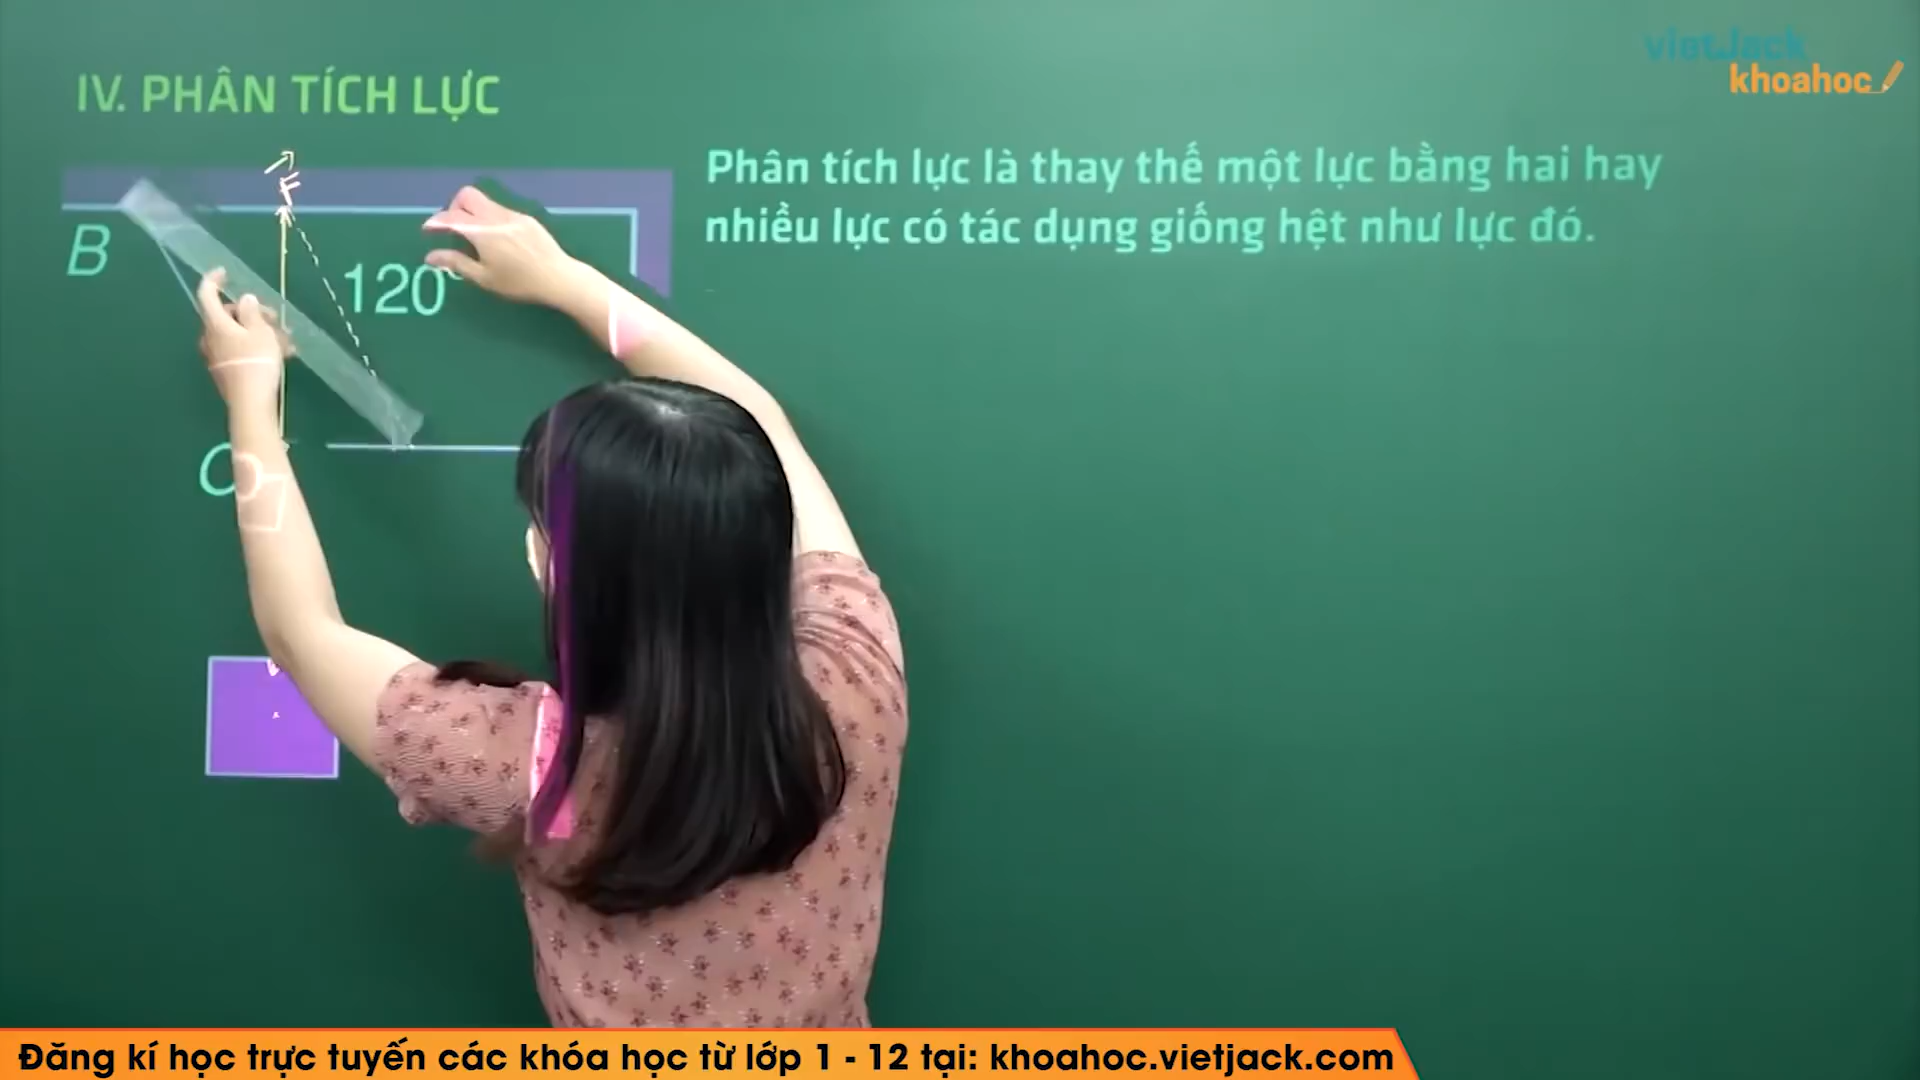 vietJack
khoahoc
IV. PHÂN TÍCH LỰC
Phân tích lực là thay thế một lực bằng hai hay
nhiều lực có tác dụng giống hệt như lực đó.
F
B
120°
O
Đăng kí học trực tuyến các khóa học từ lớp 1 - 12 tại: khoahoc.vietjack.com